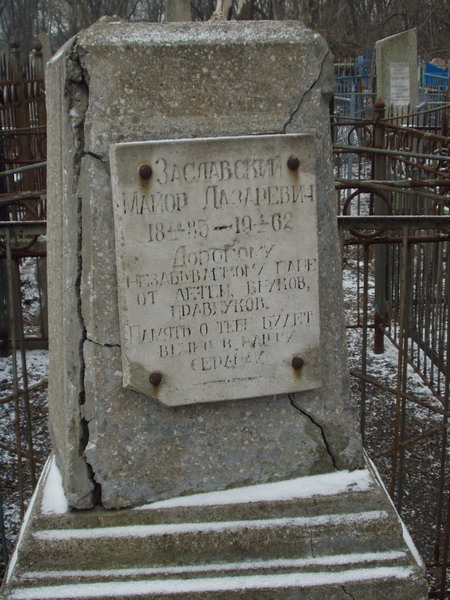 Заславский
Майор Лазаревич
1885-1962
Дорогому
незабываемому папе
от детей, внуков,
правнуков.
Память о тебе будет
вечно в наших
сердцах